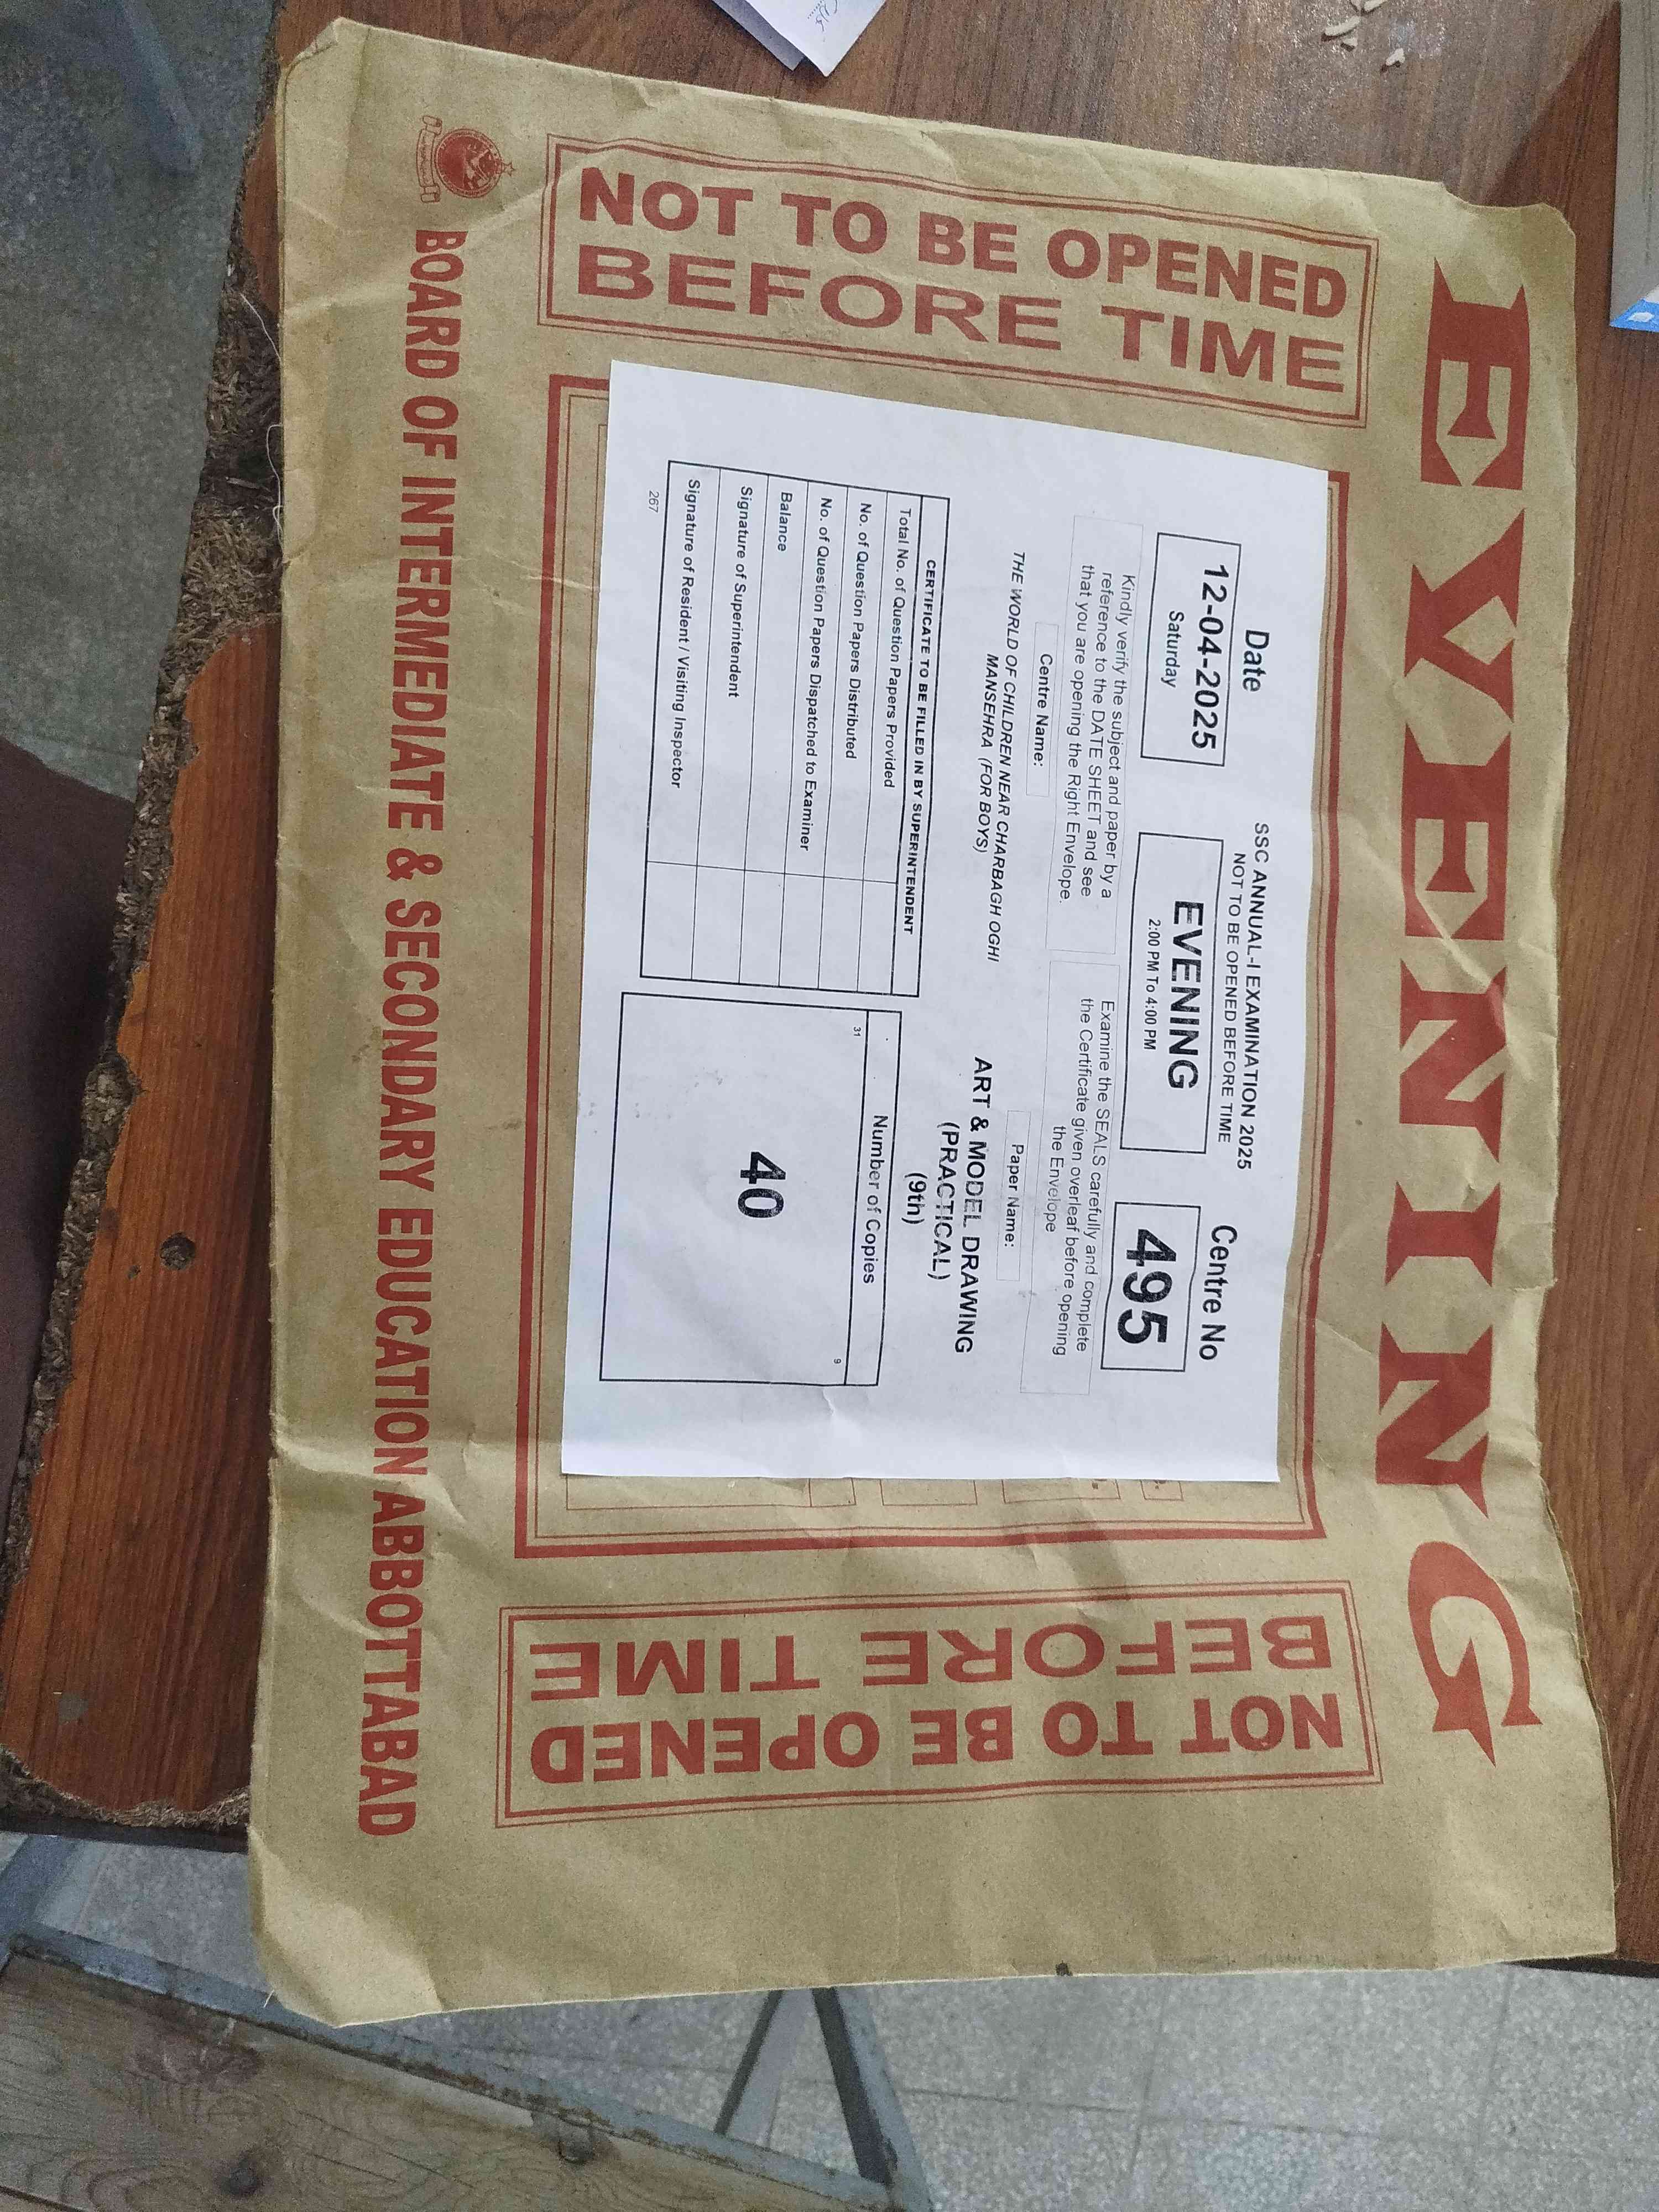 EVENING
NOT TO BE OPENED
BEFORE TIME
Date
12-04-2025
Saturday
SSC ANNUAL-I EXAMINATION 2025
NOT TO BE OPENED BEFORE TIME
EVENING
2:00 PM To 4:00 PM
Centre No
495
Kindly verify the subject and paper by a
reference to the DATE SHEET and see
that you are opening the Right Envelope.
Examine the SEALS carefully and complete
the Certificate given overleaf before opening
the Envelope
Centre Name:
THE WORLD OF CHILDREN NEAR CHARBAGH OGHI
MANSEHRA (FOR BOYS)
Paper Name:
ART & MODEL DRAWING
(PRACTICAL)
(9th)
CERTIFICATE TO BE FILLED IN BY SUPERINTENDENT
Total No. of Question Papers Provided
No. of Question Papers Distributed
No. of Question Papers Dispatched to Examiner
Balance
Signature of Superintendent
Signature of Resident / Visiting Inspector
267
Number of Copies
31
9
40
NOT TO BE OPENED
BEFORE TIME
BOARD OF INTERMEDIATE & SECONDARY EDUCATION ABBOTTABAD